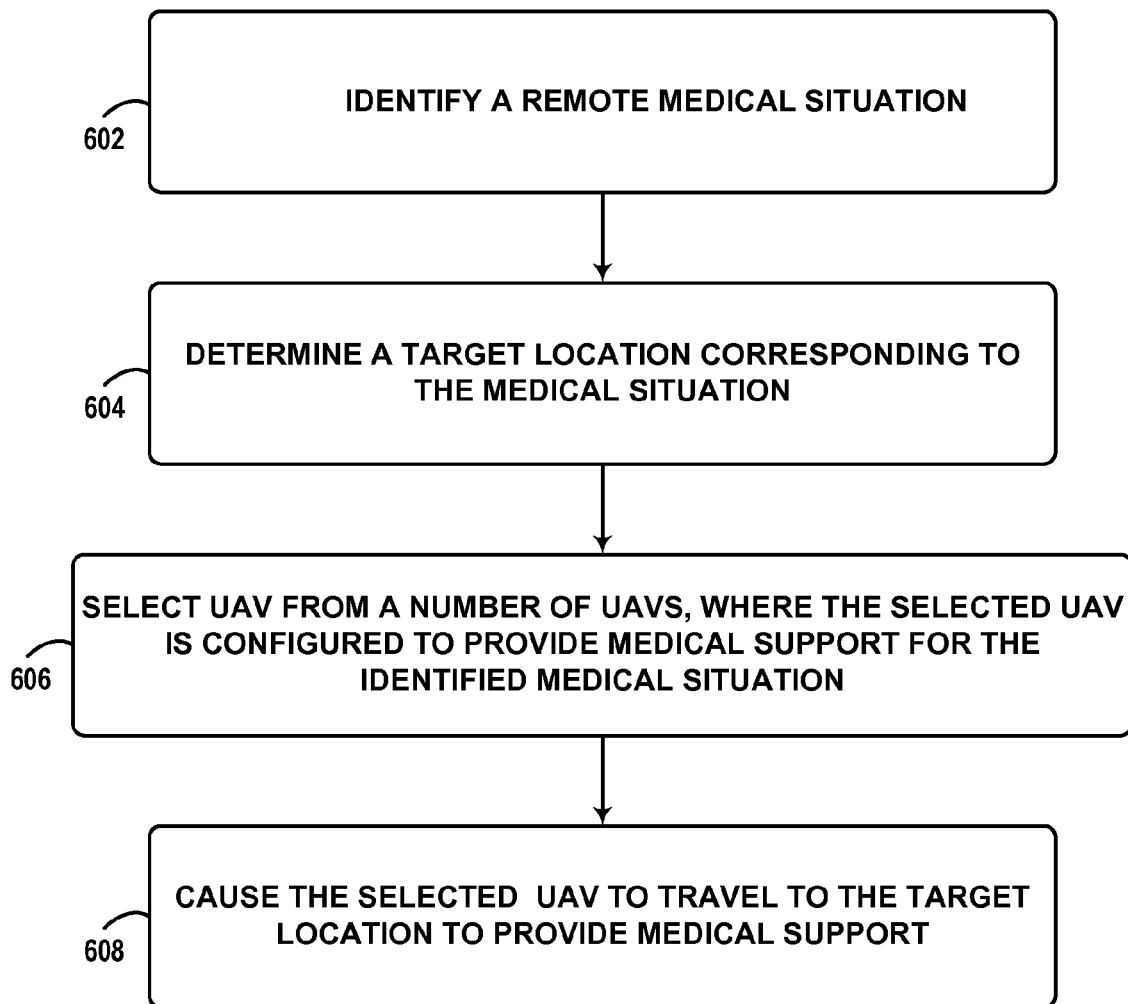 IDENTIFY A REMOTE MEDICAL SITUATION
602
DETERMINE A TARGET LOCATION CORRESPONDING TO
THE MEDICAL SITUATION
604
SELECT UAV FROM A NUMBER OF UAVS, WHERE THE SELECTED UAV
IS CONFIGURED TO PROVIDE MEDICAL SUPPORT FOR THE
IDENTIFIED MEDICAL SITUATION
606
CAUSE THE SELECTED UAV TO TRAVEL TO THE TARGET
LOCATION TO PROVIDE MEDICAL SUPPORT
608